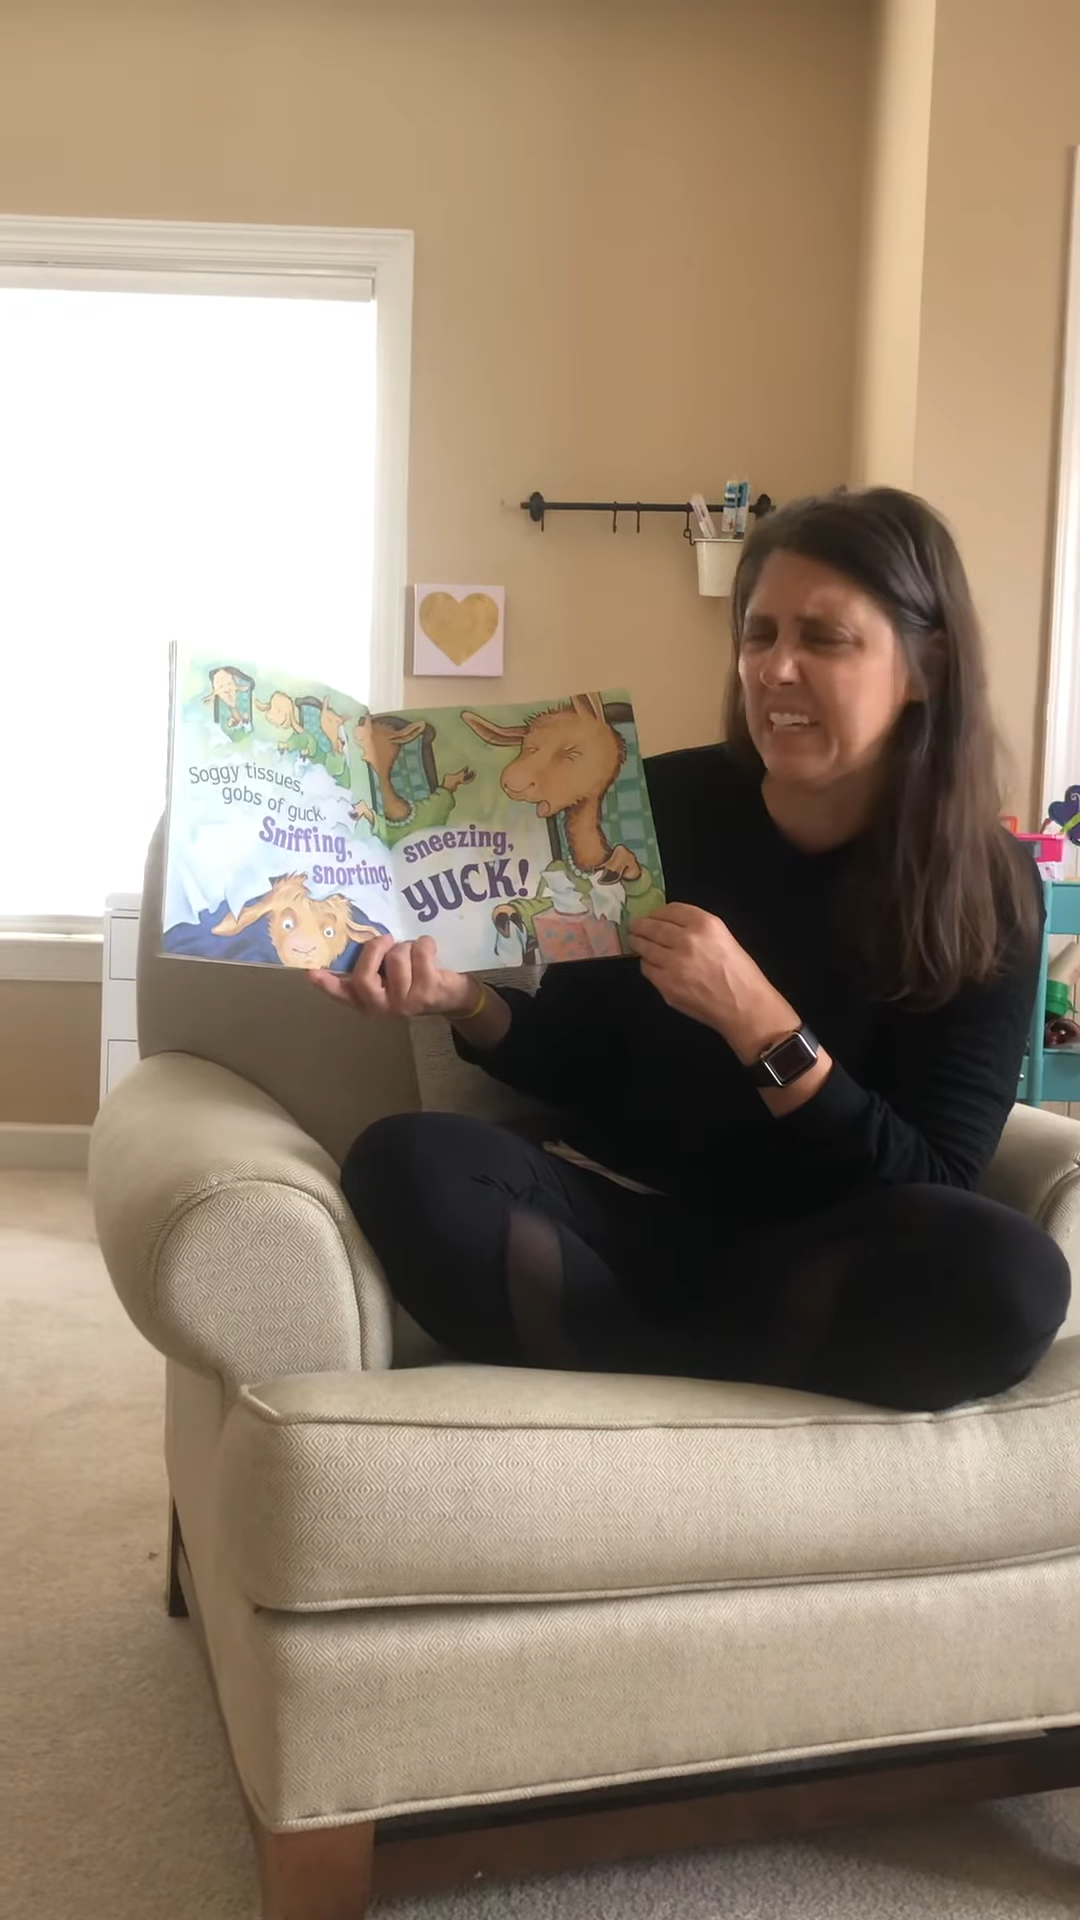 Soggy tissues,
gobs of guck.
Sniffing,
snorting,
sneezing,
YUCK!